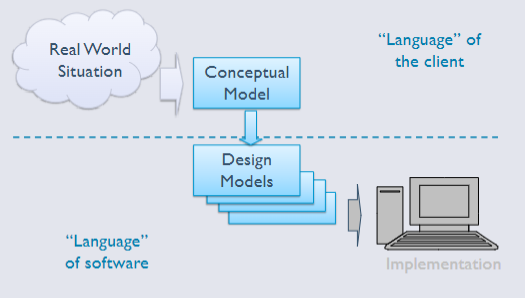 Real World
Situation
“Language” of
the client
Conceptual
Model
Design
Models
“Language”
of software
Implementation